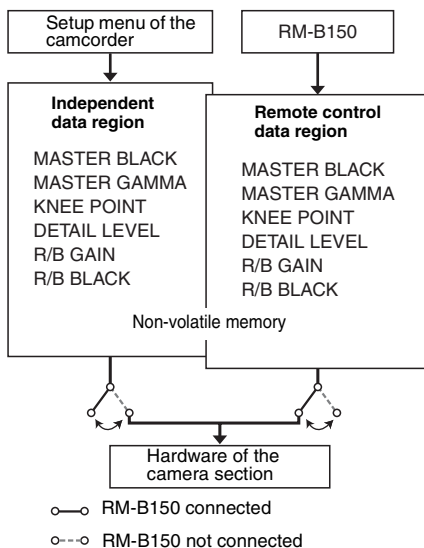 Setup menu of the
camcorder
RM-B150
Independent
data region
MASTER BLACK
MASTER GAMMA
KNEE POINT
DETAIL LEVEL
R/B GAIN
R/B BLACK
Remote control
data region
MASTER BLACK
MASTER GAMMA
KNEE POINT
DETAIL LEVEL
R/B GAIN
R/B BLACK
Non-volatile memory
Hardware of the
camera section
RM-B150 connected
RM-B150 not connected